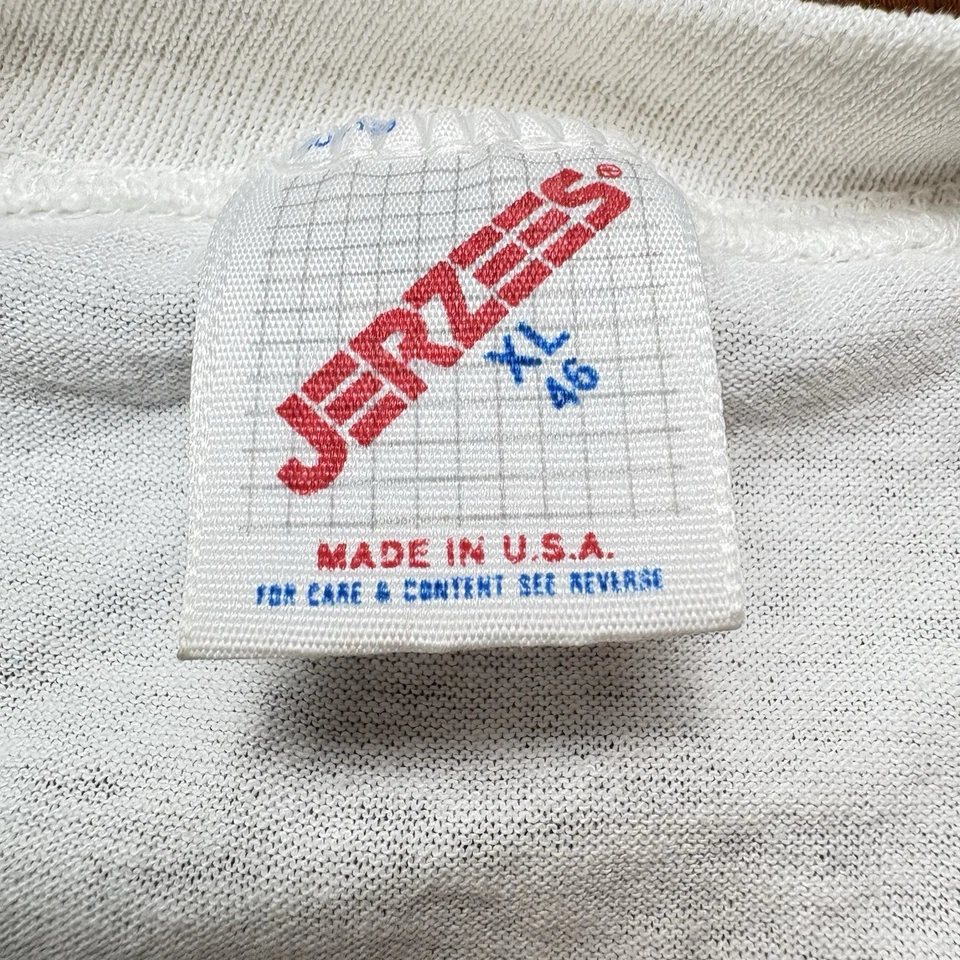 JERZEES®
XL
46
MADE IN U.S.A.
FOR CARE & CONTENT SEE REVERSE